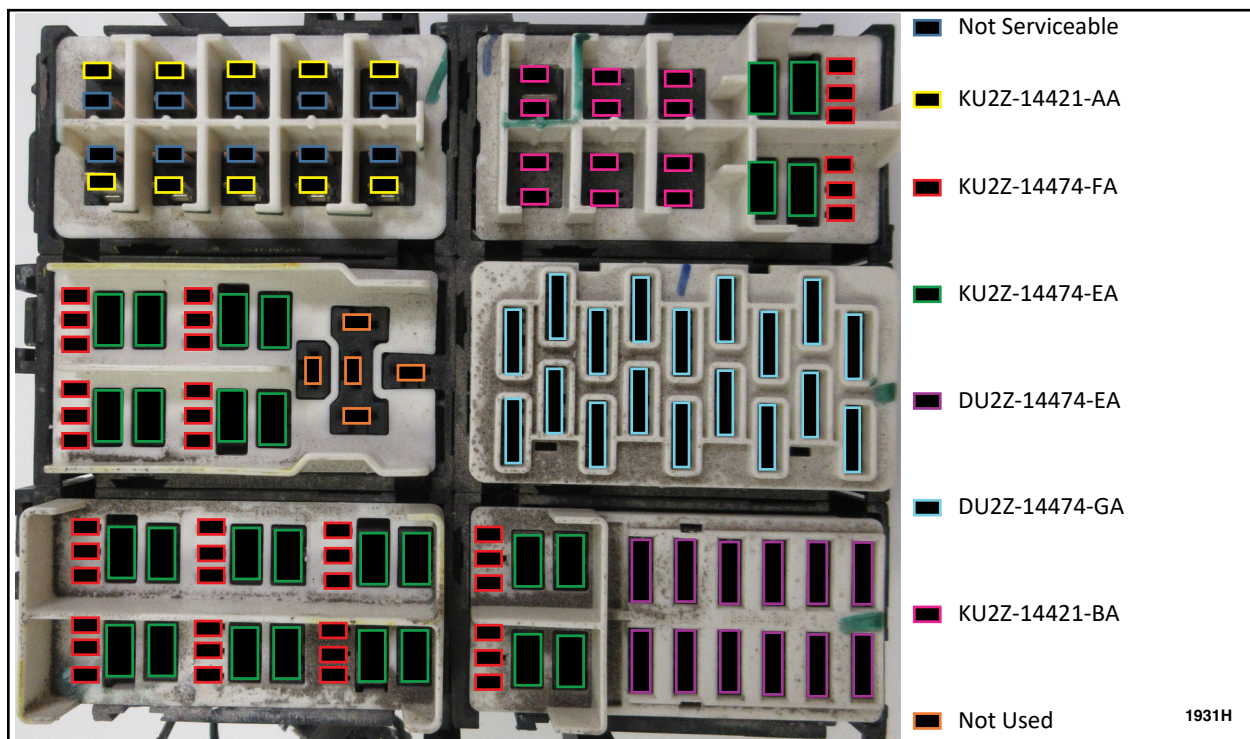 Not Serviceable
KU2Z-14421-AA
KU2Z-14474-FA
KU2Z-14474-EA
DU2Z-14474-EA
DU2Z-14474-GA
KU2Z-14421-BA
Not Used
1931H